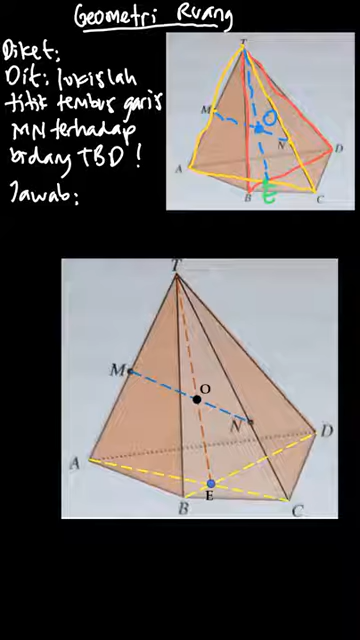 Geometri Ruang
Diket:
Dit: lukislah
titik tembus garis
MN terhadap
bidang TBD !
Jawab:
T
M
O
N
A
D
B
C
E
T
M
O
N
D
A
E
B
C